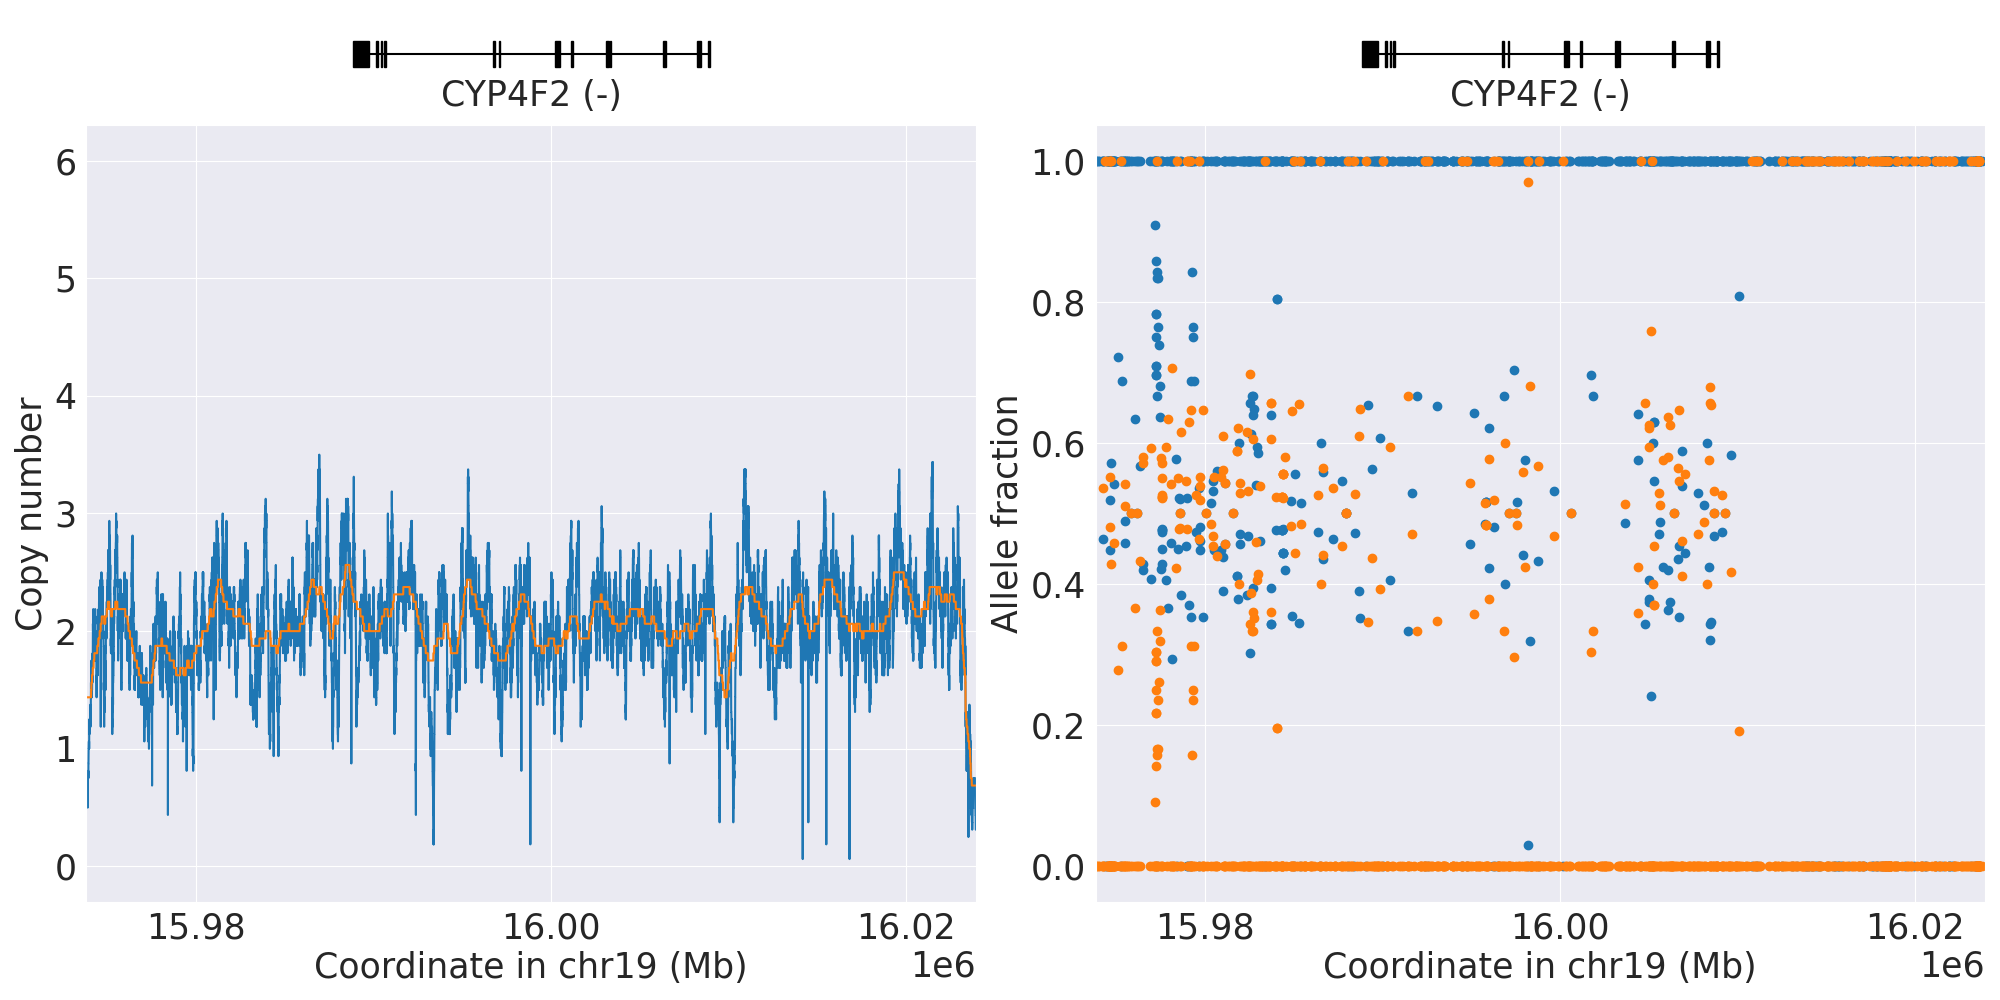 CYP4F2 (-)
6
5
4
3
2
1
0
Copy number
15.98
16.00
16.02
Coordinate in chr19 (Mb)
1e6
CYP4F2 (-)
1.0
0.8
0.6
0.4
0.2
0.0
Allele fraction
15.98
16.00
16.02
Coordinate in chr19 (Mb)
1e6